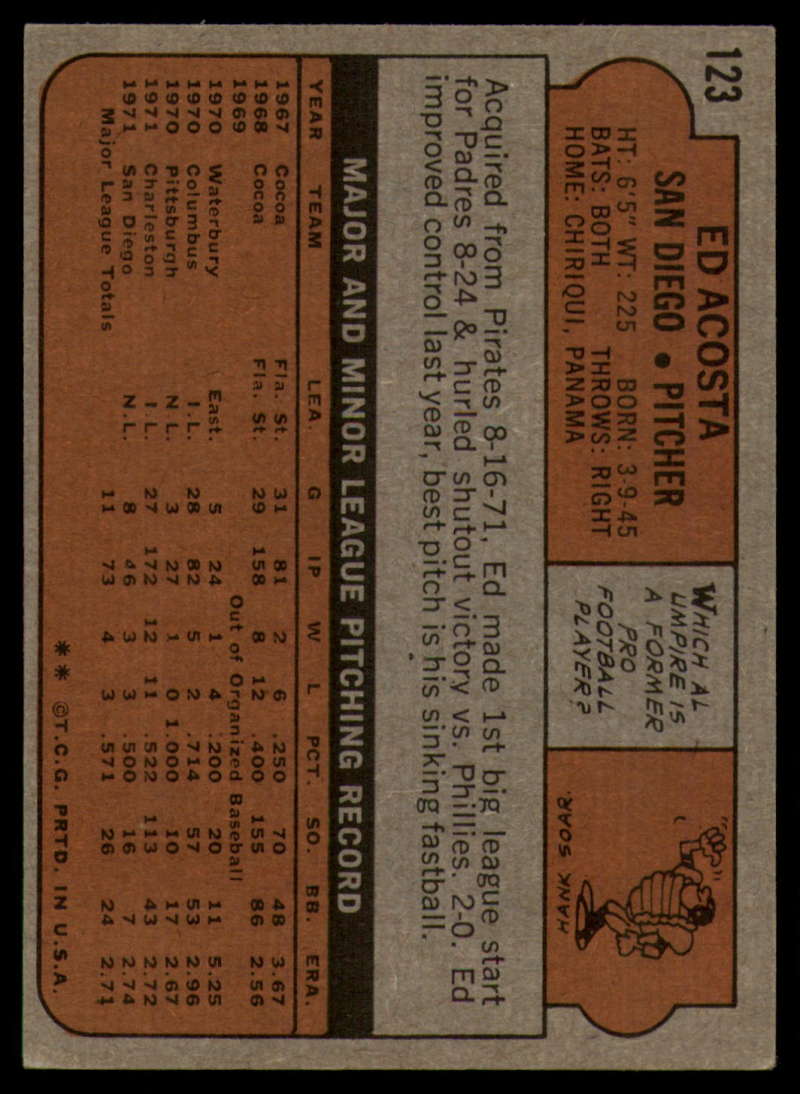 123
ED ACOSTA
SAN DIEGO • PITCHER
HT: 6'5" WT: 225 BORN: 3-9-45
BATS: BOTH THROWS: RIGHT
HOME: CHIRIQUI, PANAMA
WHICH AL
UMPIRE IS
A FORMER
PRO
FOOTBALL
PLAYER?
HANK SOAR
Acquired from Pirates 8-16-71, Ed made 1st big league start
for Padres 8-24 & hurled shutout victory vs. Phillies. 2-0. Ed
improved control last year, best pitch is his sinking fastball.
MAJOR AND MINOR LEAGUE PITCHING RECORD
YEAR TEAM LEA. G IP W L PCT. SO. BB. ERA.
1967 Cocoa Fla. St. 31 81 2 6 .250 70 48 3.67
1968 Cocoa Fla. St. 29 158 8 12 .400 155 86 2.56
1969 Out of Organized Baseball
1970 Waterbury East. 5 24 1 4 .200 20 11 5.25
1970 Columbus I.L. 28 82 5 2 .714 57 53 2.96
1970 Pittsburgh N.L. 3 27 1 0 1.000 10 17 2.67
1971 Charleston I.L. 27 172 12 11 .522 113 43 2.72
1971 San Diego N.L. 8 46 3 3 .500 16 7 2.74
Major League Totals 11 73 4 3 .571 26 24 2.71
** ©T.C.G. PRTD. IN U.S.A.